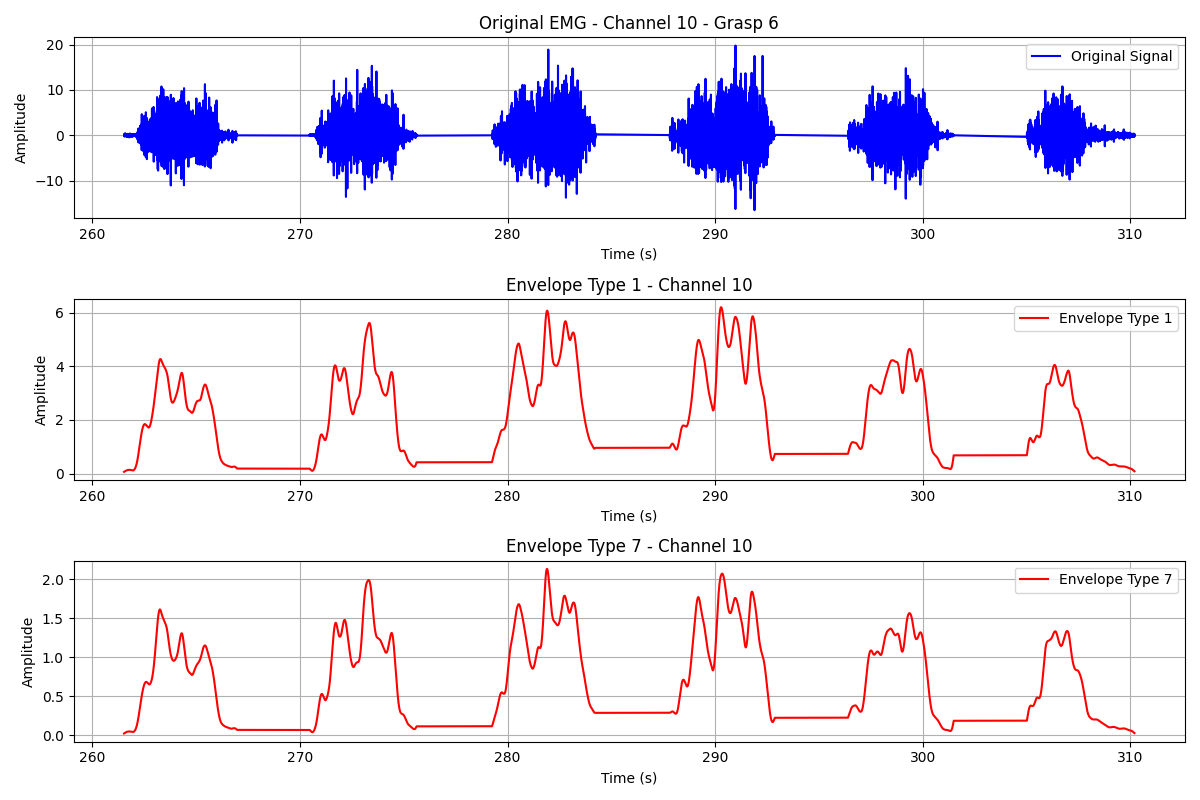 Original EMG - Channel 10 - Grasp 6
Amplitude
20
10
0
−10
Original Signal
260 270 280 290 300 310
Time (s)
Envelope Type 1 - Channel 10
Amplitude
6
4
2
0
Envelope Type 1
260 270 280 290 300 310
Time (s)
Envelope Type 7 - Channel 10
Amplitude
2.0
1.5
1.0
0.5
0.0
Envelope Type 7
260 270 280 290 300 310
Time (s)